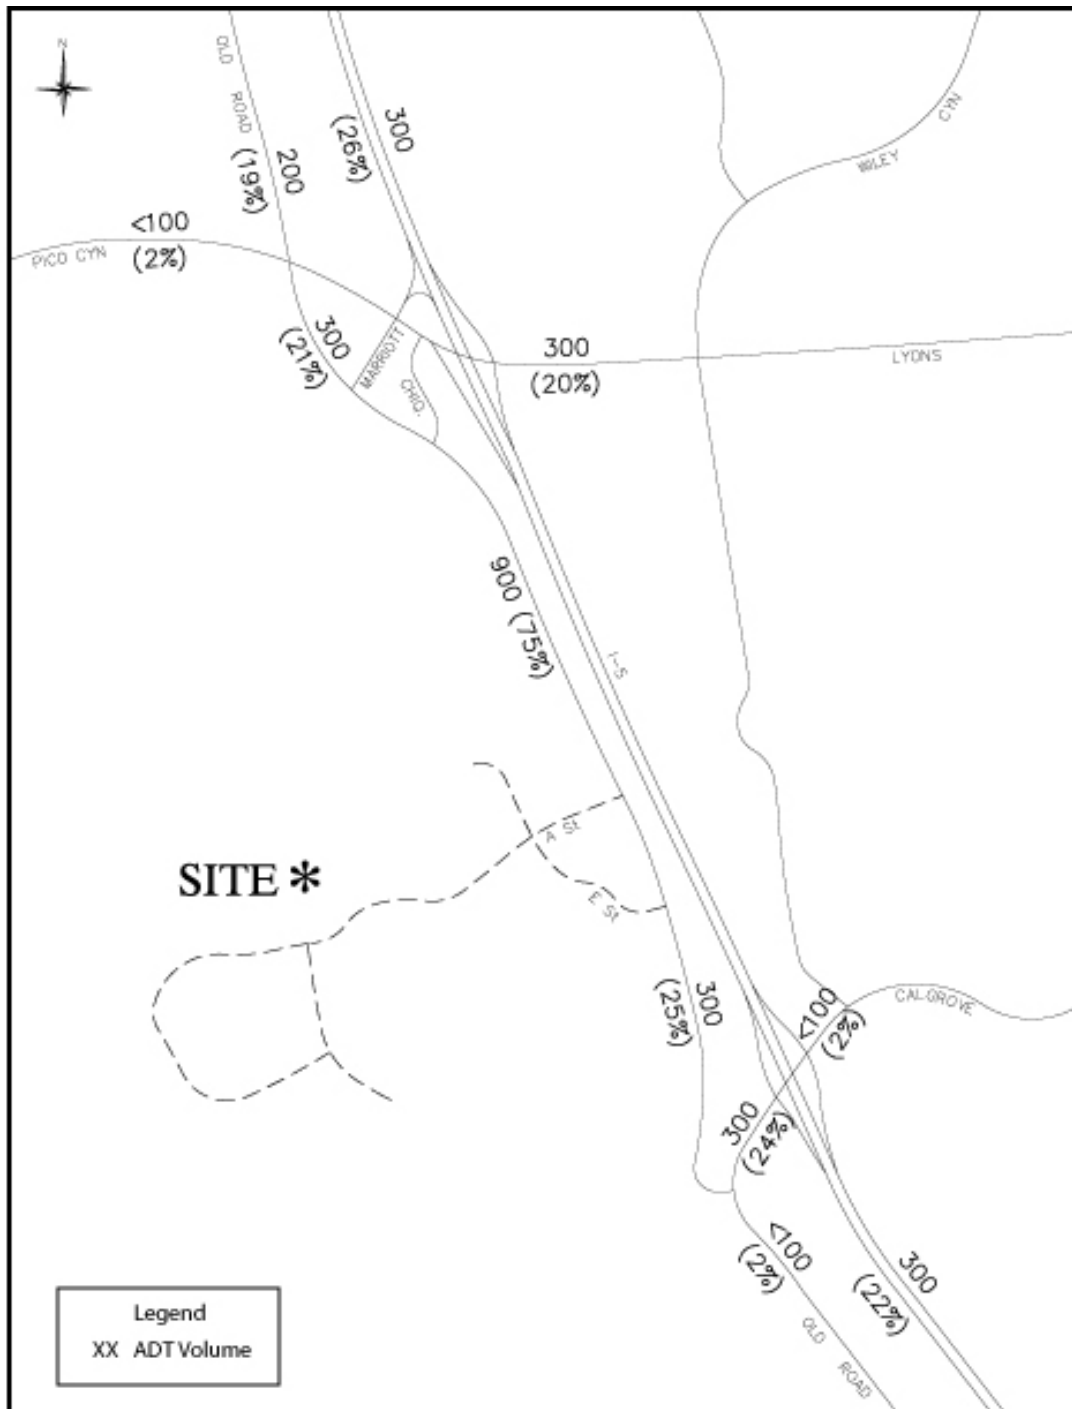 N
OLD ROAD
200
(19%)
300
(26%)
WILEY CYN
<100
(2%)
PICO CYN
300
(21%)
MARRIOTT
CHIQ.
300
(20%)
LYONS
900 (75%)
I-5
A St
E St
SITE *
300
(25%)
<100
(2%)
CALGROVE
300
(24%)
<100
(2%)
300
(22%)
OLD ROAD
Legend
XX ADT Volume